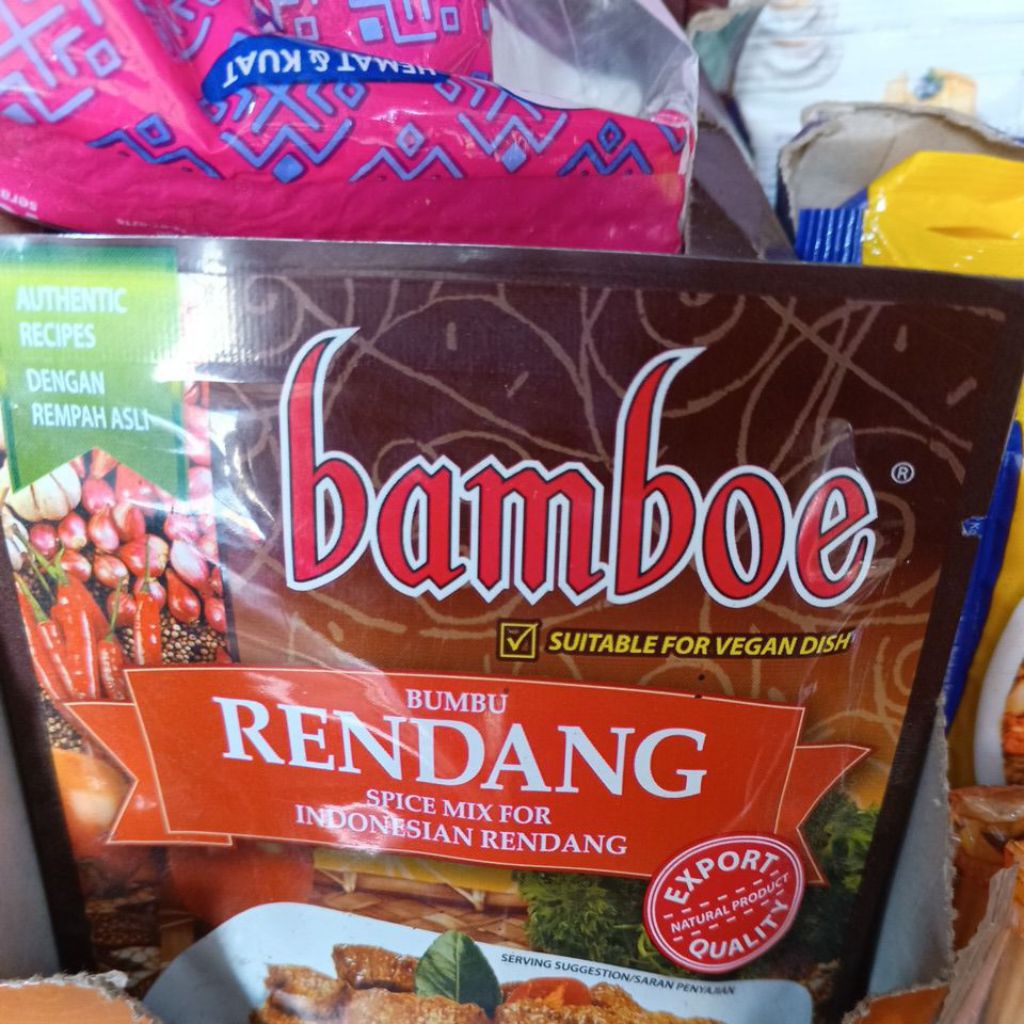 HEMAT & KUAT
AUTHENTIC
RECIPES
DENGAN
REMPAH ASLI
bamboe ®
SUITABLE FOR VEGAN DISH
BUMBU
RENDANG
SPICE MIX FOR
INDONESIAN RENDANG
EXPORT
NATURAL PRODUCT
QUALITY
SERVING SUGGESTION/SARAN PENYAJIAN